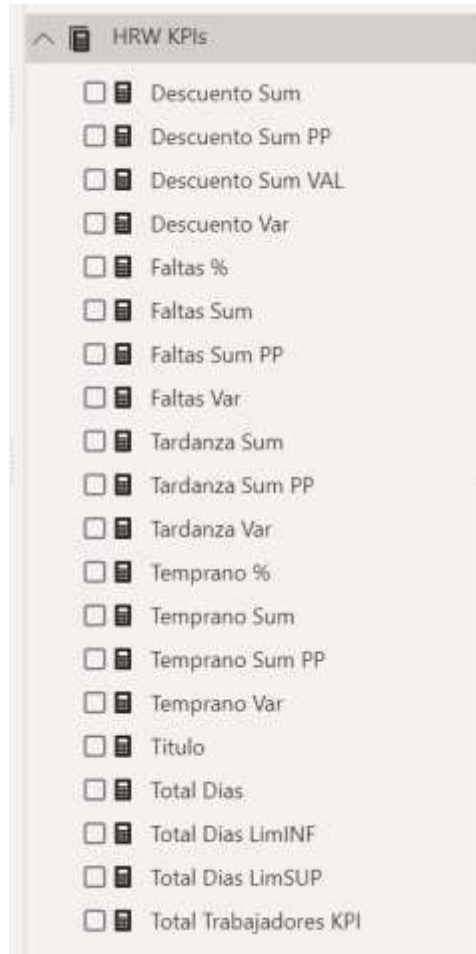 HRW KPIs
Descuento Sum
Descuento Sum PP
Descuento Sum VAL
Descuento Var
Faltas %
Faltas Sum
Faltas Sum PP
Faltas Var
Tardanza Sum
Tardanza Sum PP
Tardanza Var
Temprano %
Temprano Sum
Temprano Sum PP
Temprano Var
Titulo
Total Dias
Total Dias LimINF
Total Dias LimSUP
Total Trabajadores KPI